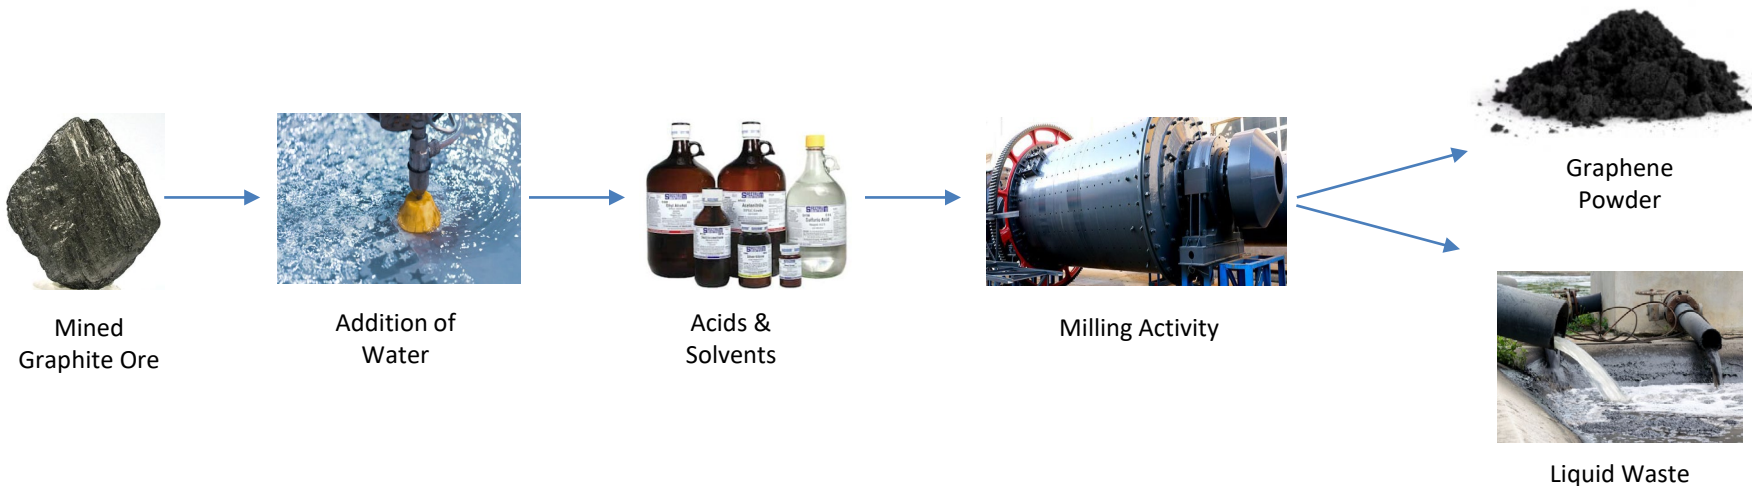 Mined
Graphite Ore
Addition of
Water
Acids &
Solvents
Milling Activity
Graphene
Powder
Liquid Waste